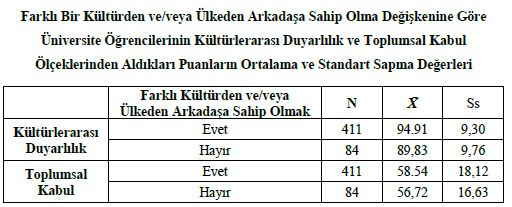 Farklı Bir Kültürden ve/veya Ülkeden Arkadaşa Sahip Olma Değişkenine Göre
Üniversite Öğrencilerinin Kültürlerarası Duyarlılık ve Toplumsal Kabul
Ölçeklerinden Aldıkları Puanların Ortalama ve Standart Sapma Değerleri
Farklı Kültürden ve/veya
Ülkeden Arkadaşa Sahip Olmak N X̄ Ss
Kültürlerarası Duyarlılık Evet 411 94.91 9,30
Hayır 84 89,83 9,76
Toplumsal Kabul Evet 411 58.54 18,12
Hayır 84 56,72 16,63